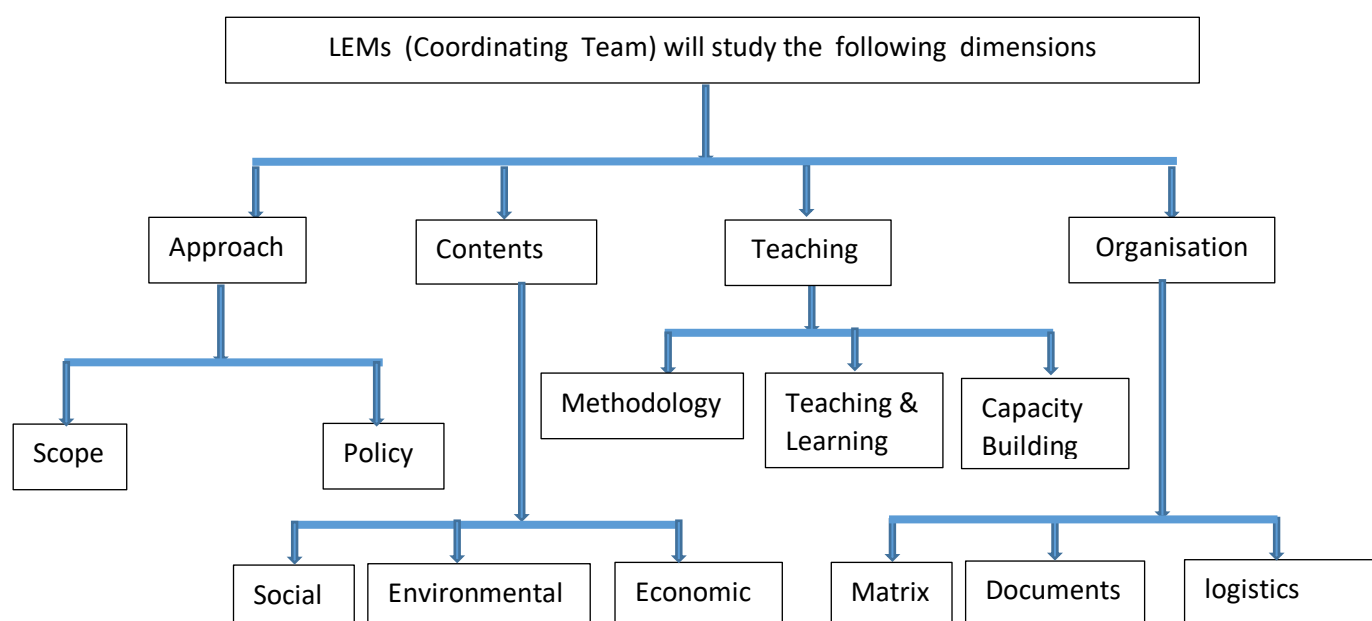 LEMs (Coordinating Team) will study the following dimensions
Approach
Contents
Teaching
Organisation
Scope
Policy
Methodology
Teaching &
Learning
Capacity
Building
Social
Environmental
Economic
Matrix
Documents
logistics